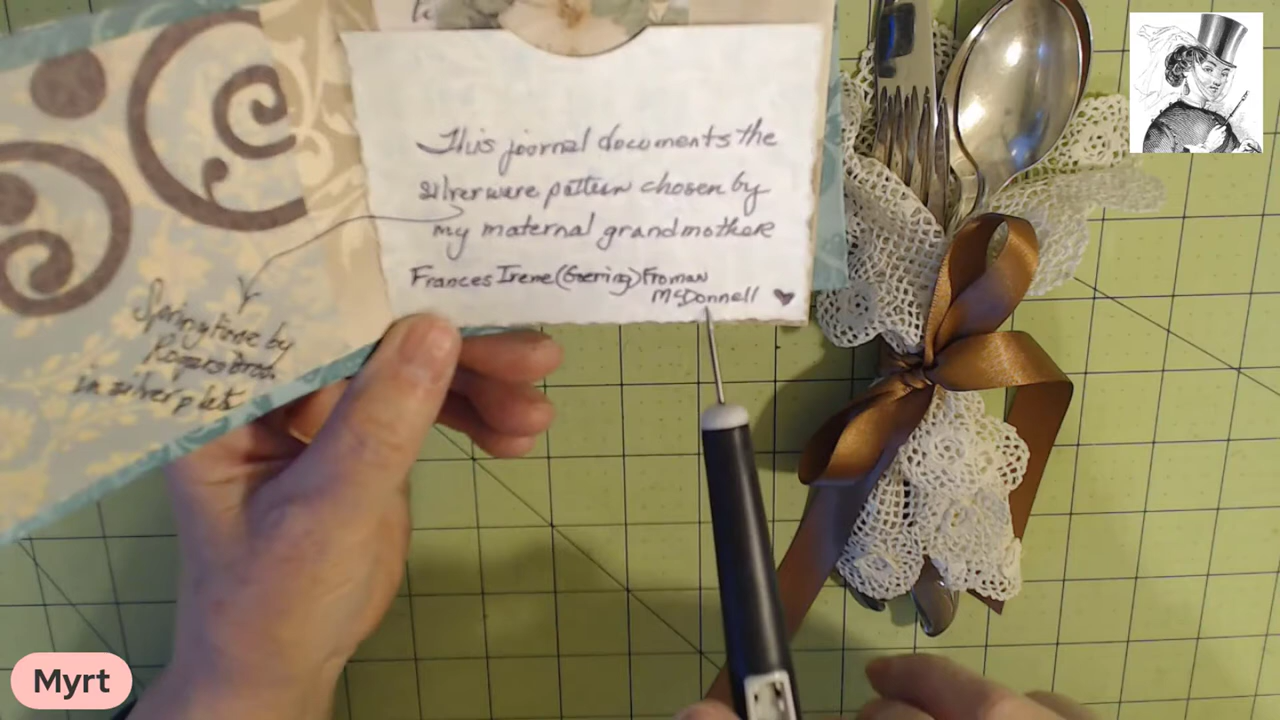 This journal documents the
silverware pattern chosen by
my maternal grandmother
Frances Irene (Goering) Froman
McDonnell
Springtime by
Rogers Bros.
in silver plate
Myrt